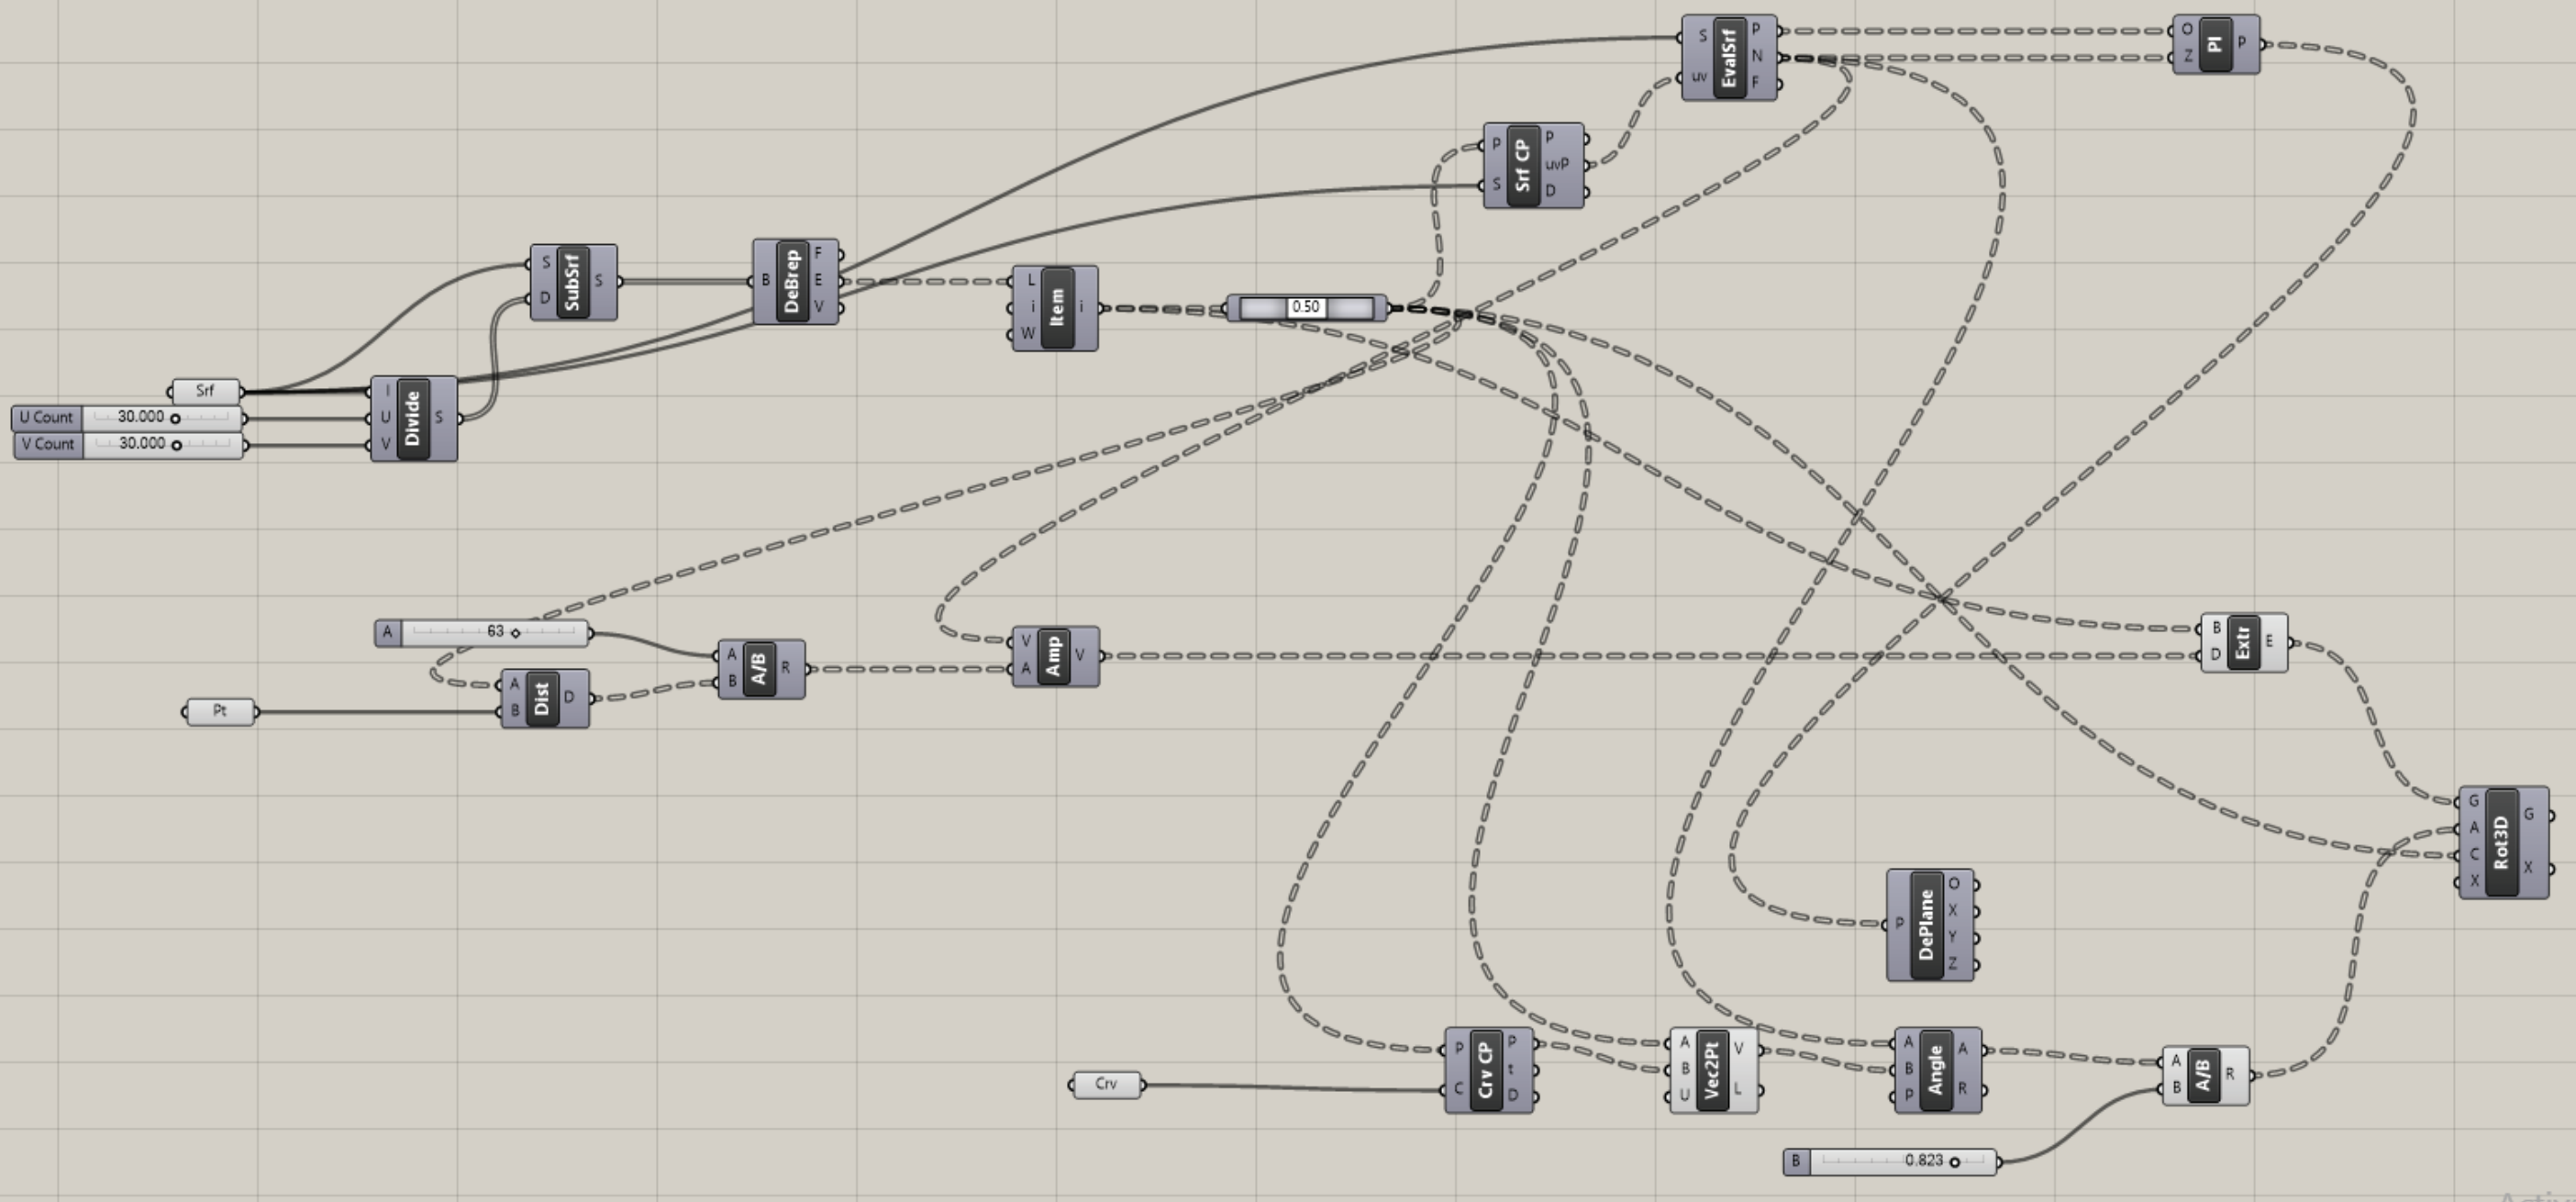 S EvalSrf P
uv N
F
O Pl P
Z
P Srf CP P
S uvP
D
S SubSrf S
D
B DeBrep F
E
V
L Item i
i
W
0.50
Srf
U Count 30.000
V Count 30.000
I Divide S
U
V
A 63
Pt
A Dist D
B
A A/B R
B
V Amp V
A
B Extr E
D
G Rot3D G
A
C
X X
P DePlane O
X
Y
Z
Crv
P Crv CP P
t
C D
A Vec2Pt V
B
U L
A Angle A
B
P R
A A/B R
B
B 0.823